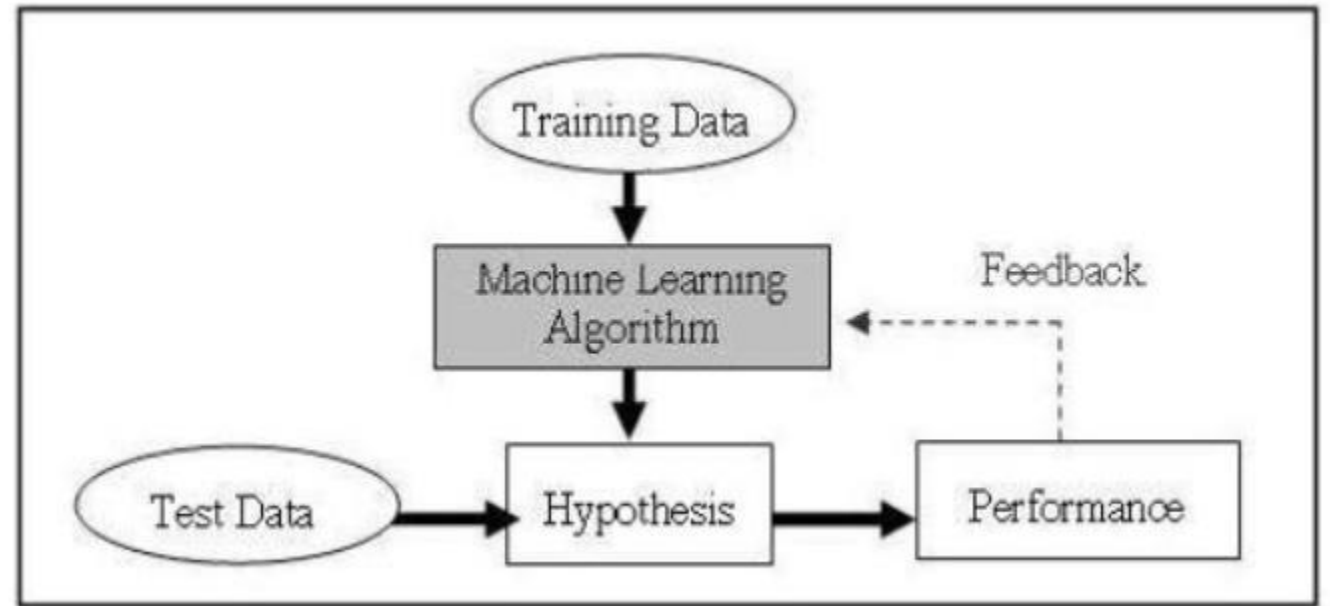 Training Data
Machine Learning
Algorithm
Feedback
Test Data
Hypothesis
Performance